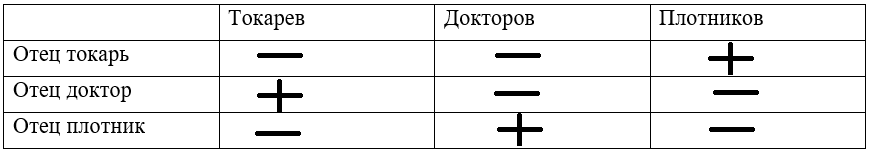 Токарев Докторов Плотников
Отец токарь — — +
Отец доктор + — —
Отец плотник — + —